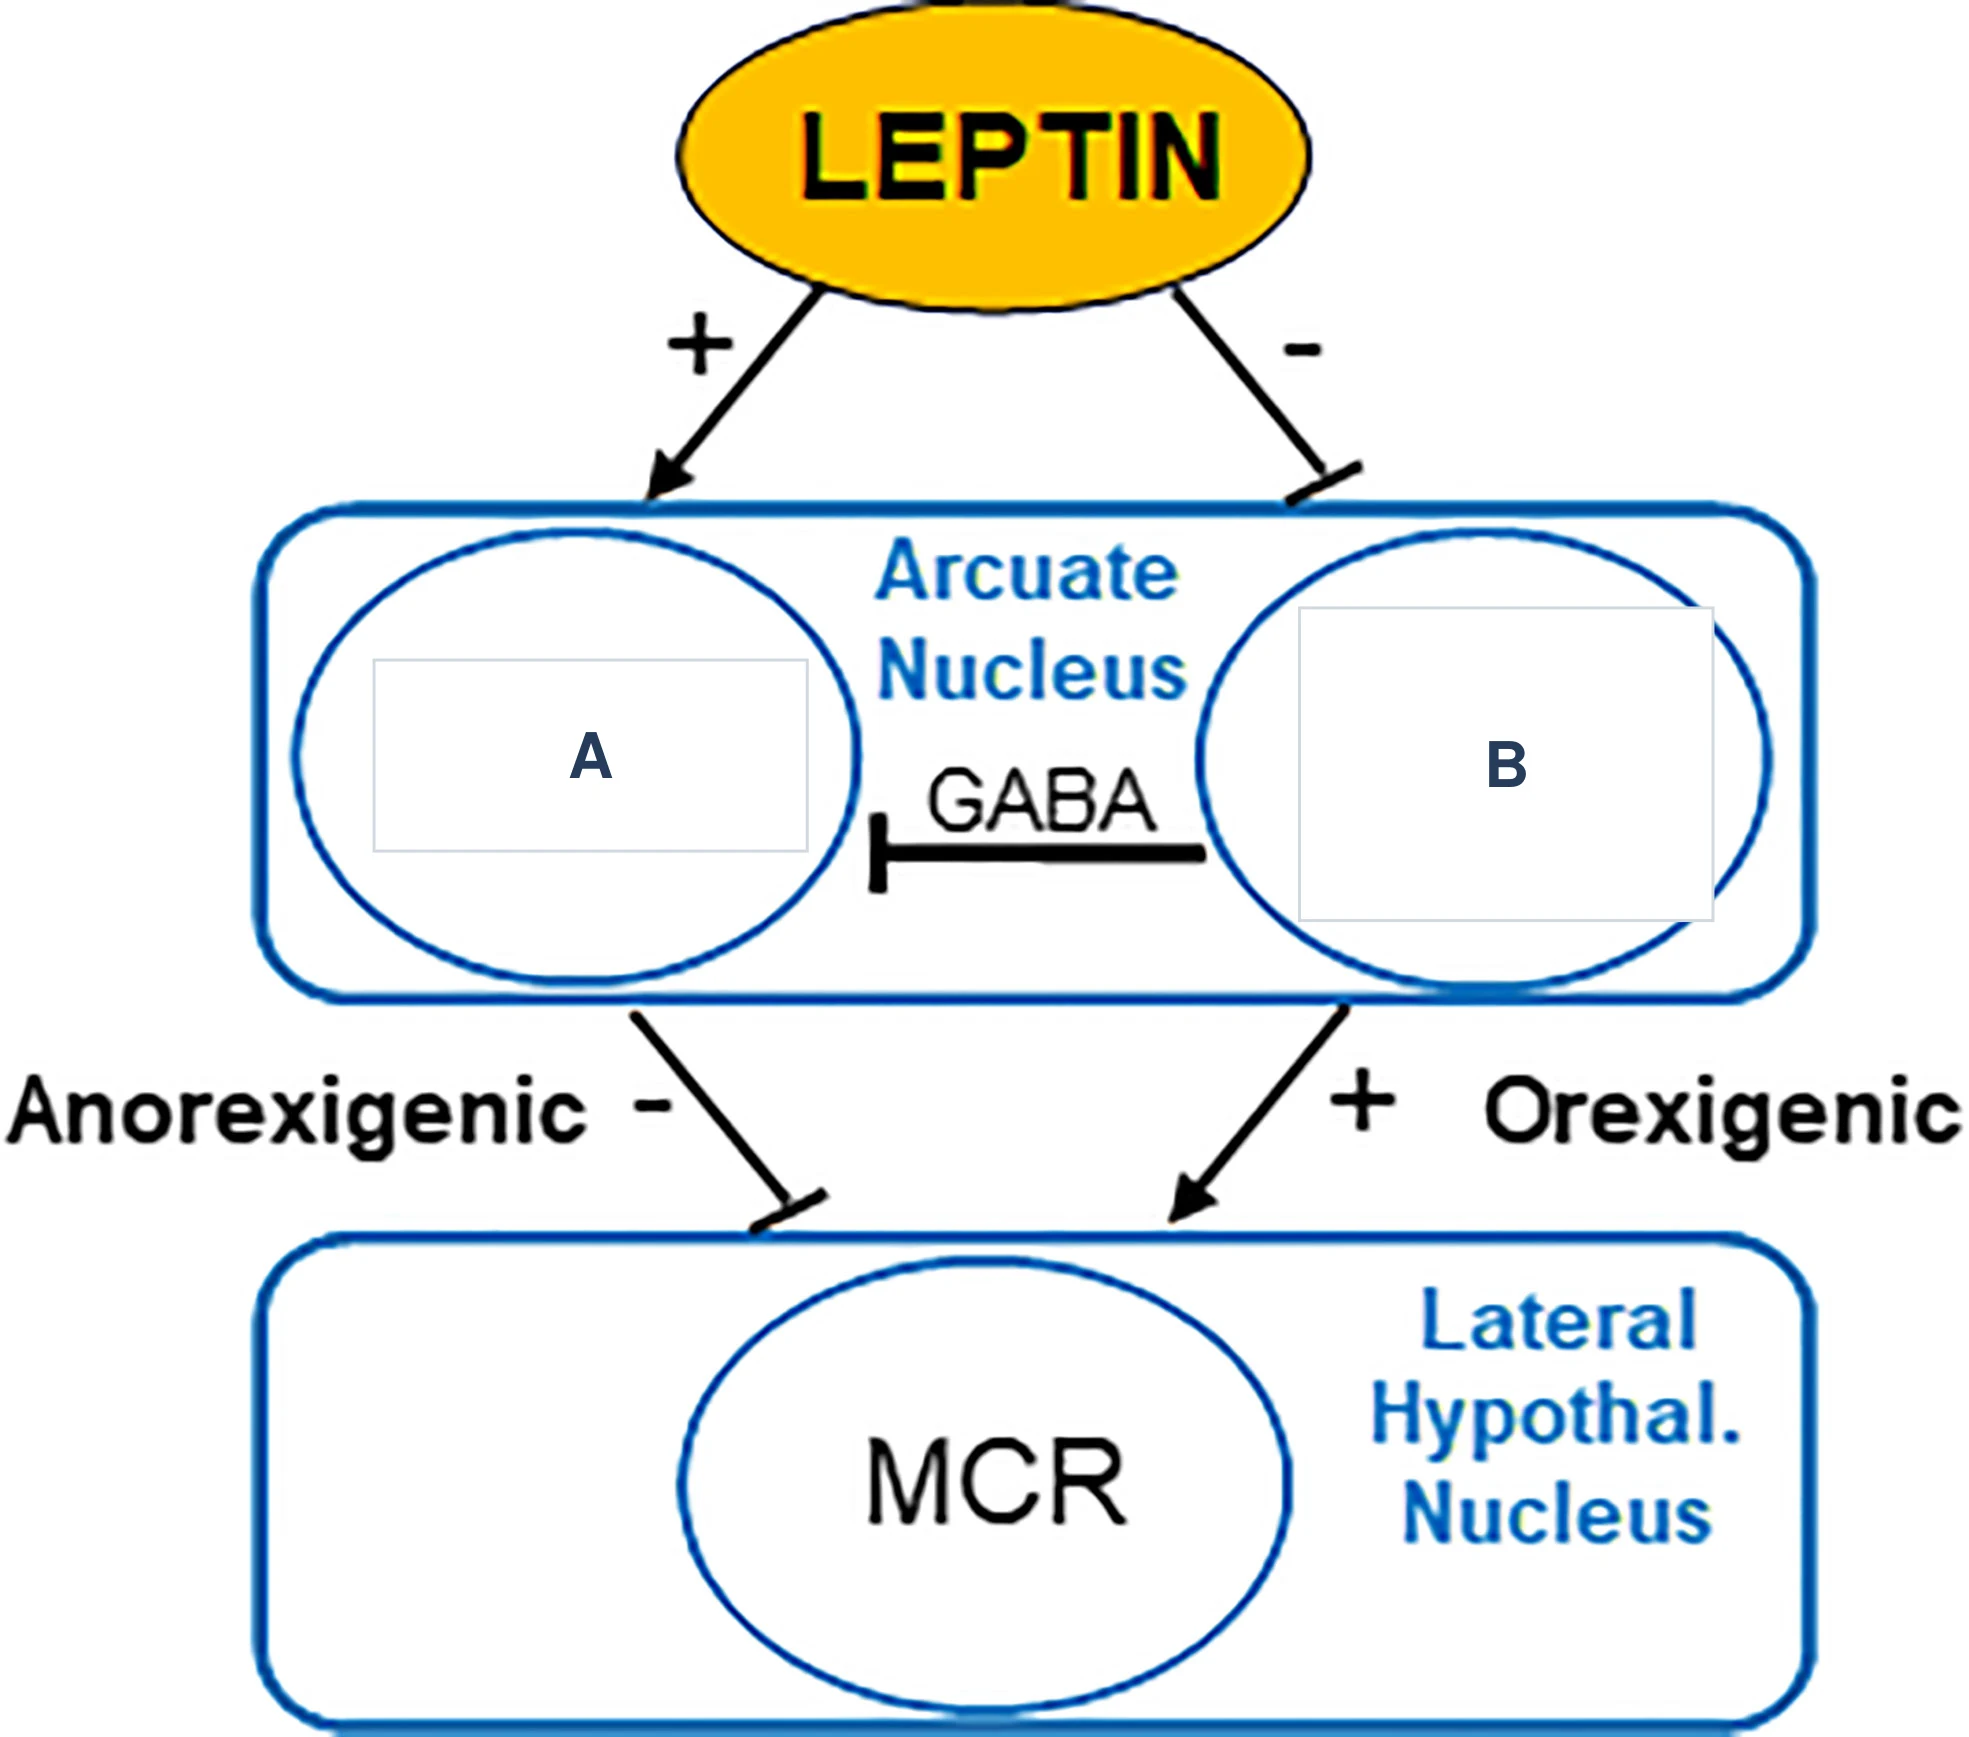 LEPTIN
+
-
Arcuate
Nucleus
A
B
GABA
Anorexigenic -
+ Orexigenic
Lateral
Hypothal.
Nucleus
MCR